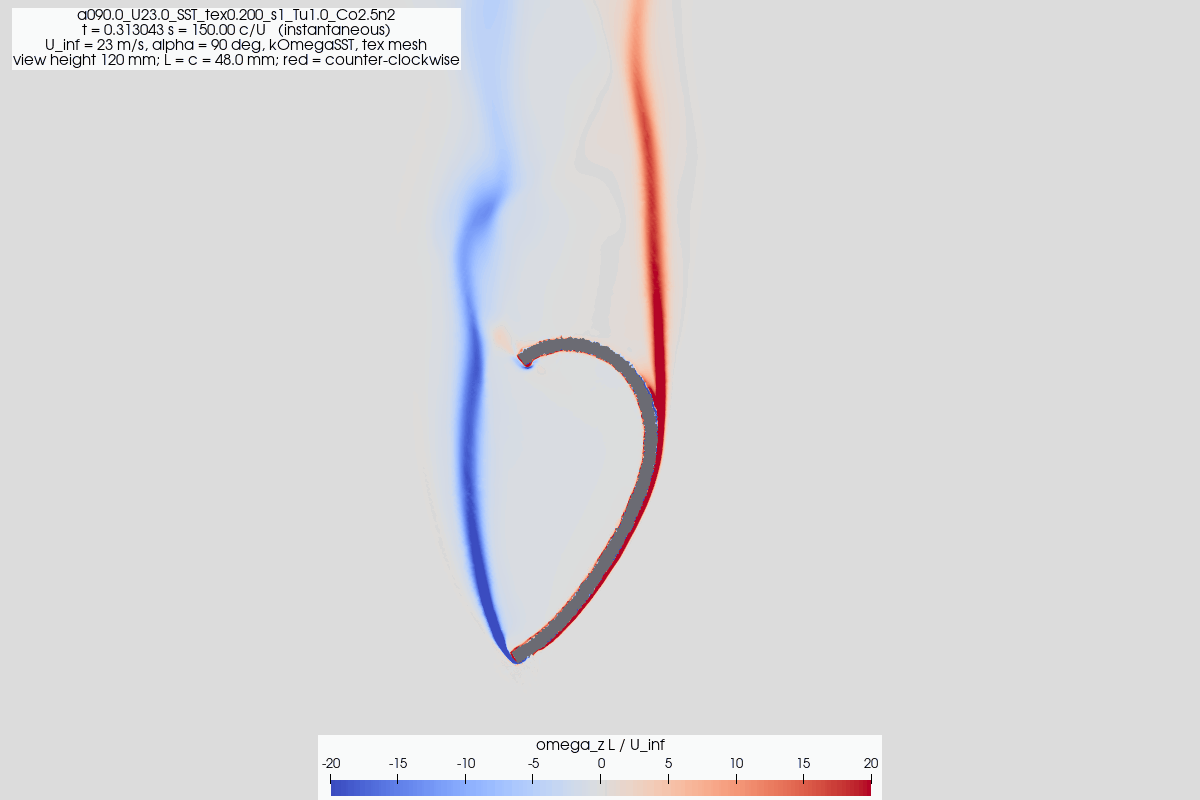 a090.0_U23.0_SST_tex0.200_s1_Tu1.0_Co2.5n2
t = 0.313043 s = 150.00 c/U (instantaneous)
U_inf = 23 m/s, alpha = 90 deg, kOmegaSST, tex mesh
view height 120 mm; L = c = 48.0 mm; red = counter-clockwise
omega_z L / U_inf
-20 -15 -10 -5 0 5 10 15 20